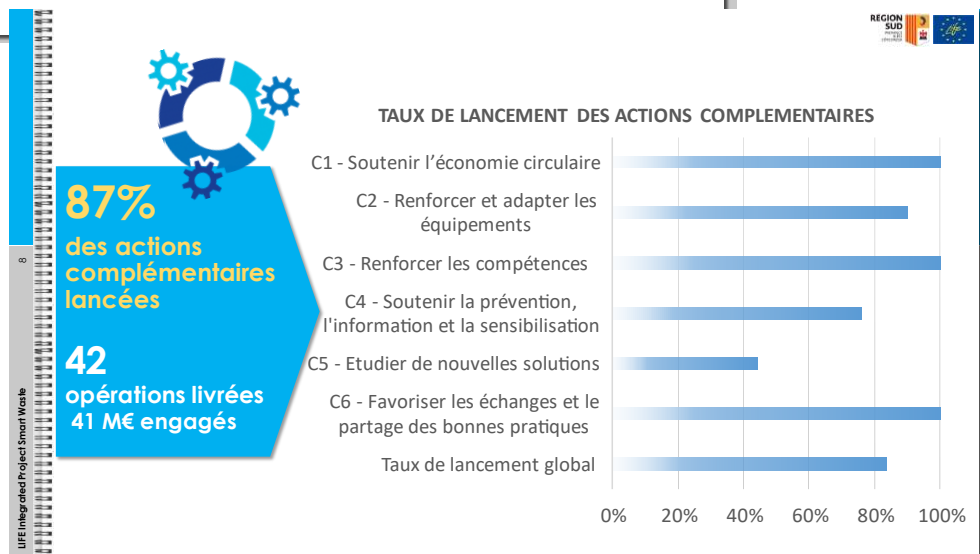 RÉGION
SUD
TAUX DE LANCEMENT DES ACTIONS COMPLEMENTAIRES
87%
des actions
complémentaires
lancées
42
opérations livrées
41 M€ engagés
C1 - Soutenir l’économie circulaire
C2 - Renforcer et adapter les
équipements
C3 - Renforcer les compétences
C4 - Soutenir la prévention,
l'information et la sensibilisation
C5 - Etudier de nouvelles solutions
C6 - Favoriser les échanges et le
partage des bonnes pratiques
Taux de lancement global
0% 20% 40% 60% 80% 100%
8
LIFE Integrated Project Smart Waste